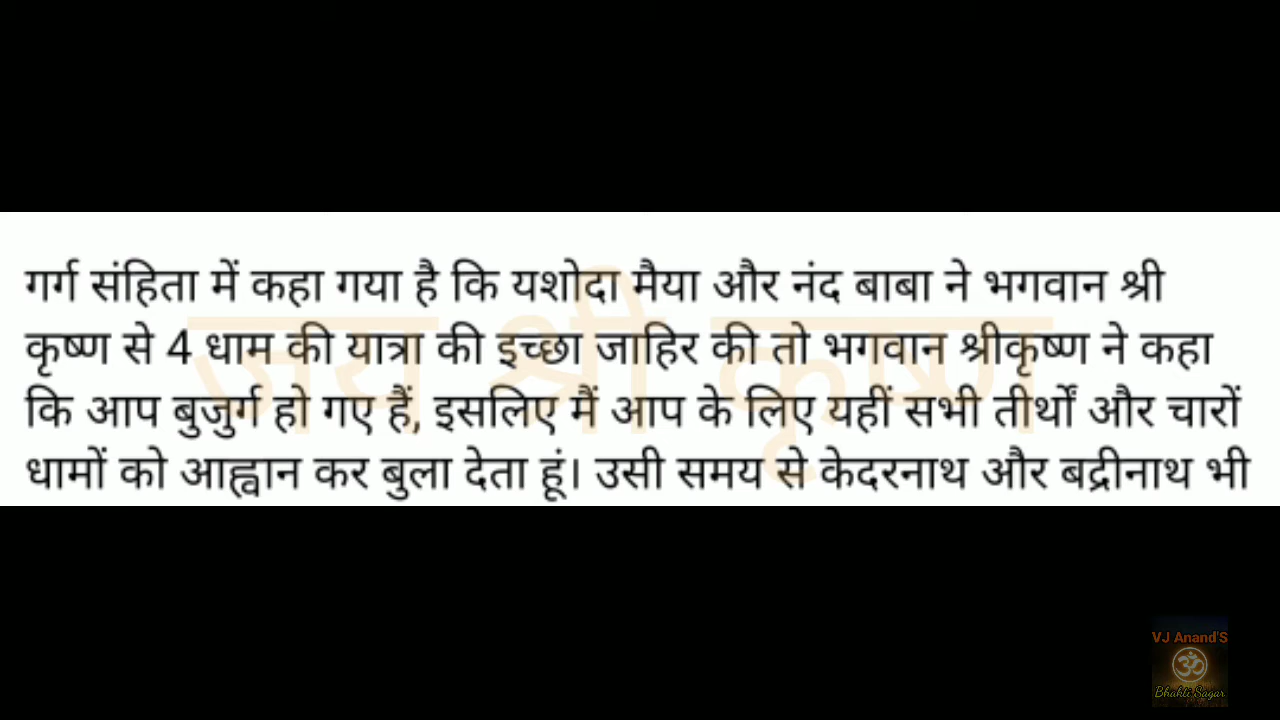 गर्ग संहिता में कहा गया है कि यशोदा मैया और नंद बाबा ने भगवान श्री
कृष्ण से 4 धाम की यात्रा की इच्छा जाहिर की तो भगवान श्रीकृष्ण ने कहा
कि आप बुजुर्ग हो गए हैं, इसलिए मैं आप के लिए यहीं सभी तीर्थों और चारों
धामों को आह्वान कर बुला देता हूं। उसी समय से केदरनाथ और बद्रीनाथ भी
जय श्री कृष्ण
VJ Anand'S
ॐ
Bhakti Sagar